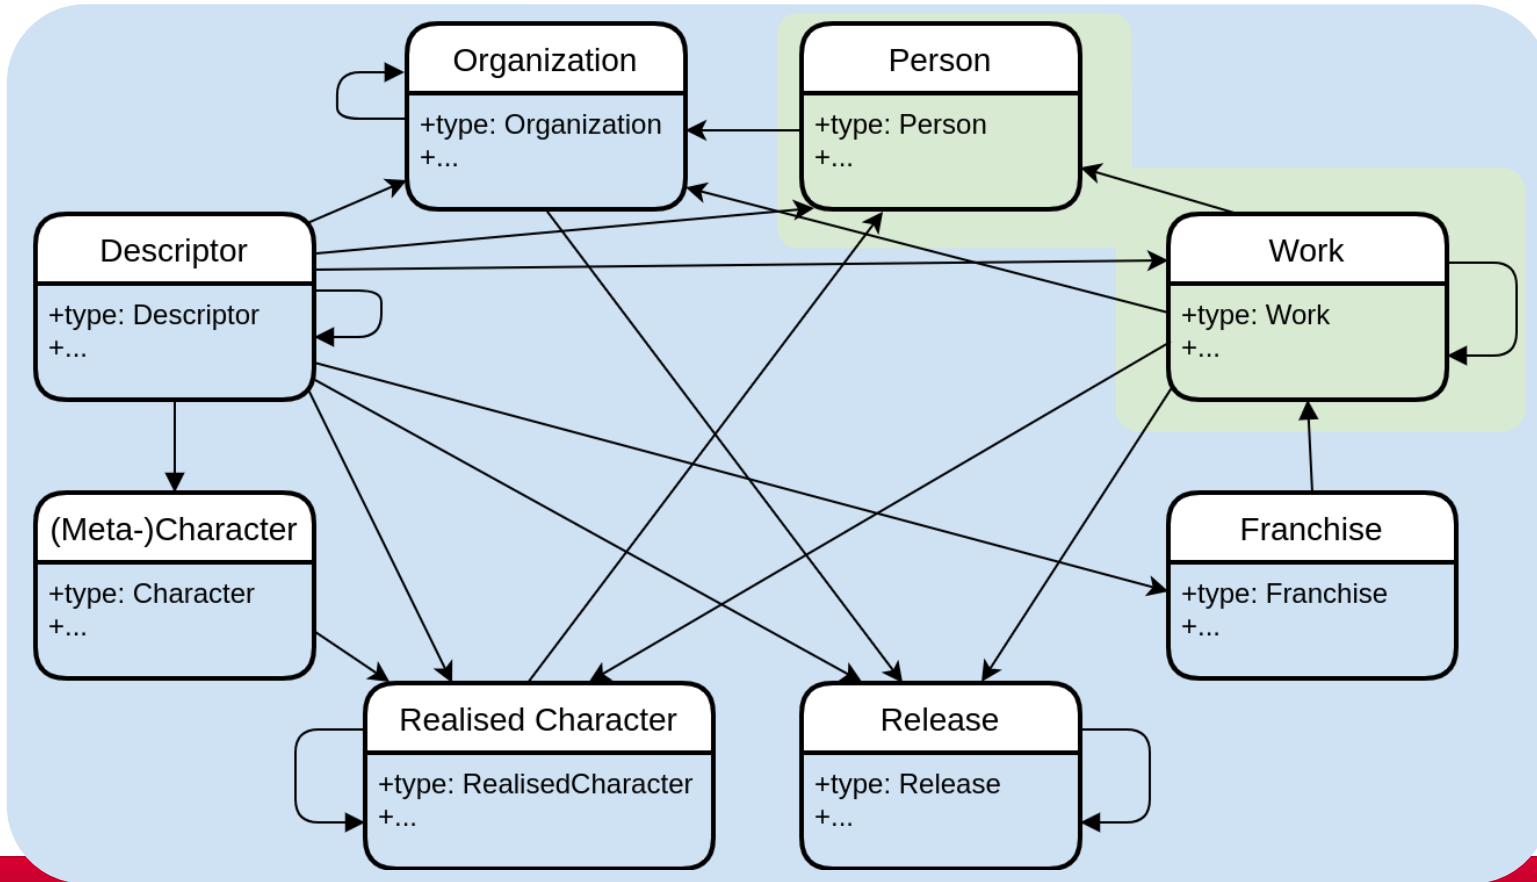 Organization
+type: Organization
+...
Person
+type: Person
+...
Descriptor
+type: Descriptor
+...
Work
+type: Work
+...
(Meta-)Character
+type: Character
+...
Franchise
+type: Franchise
+...
Realised Character
+type: RealisedCharacter
+...
Release
+type: Release
+...